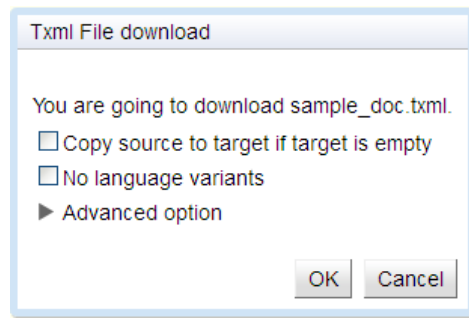 Txml File download
You are going to download sample_doc.txml.
Copy source to target if target is empty
No language variants
Advanced option
OK Cancel